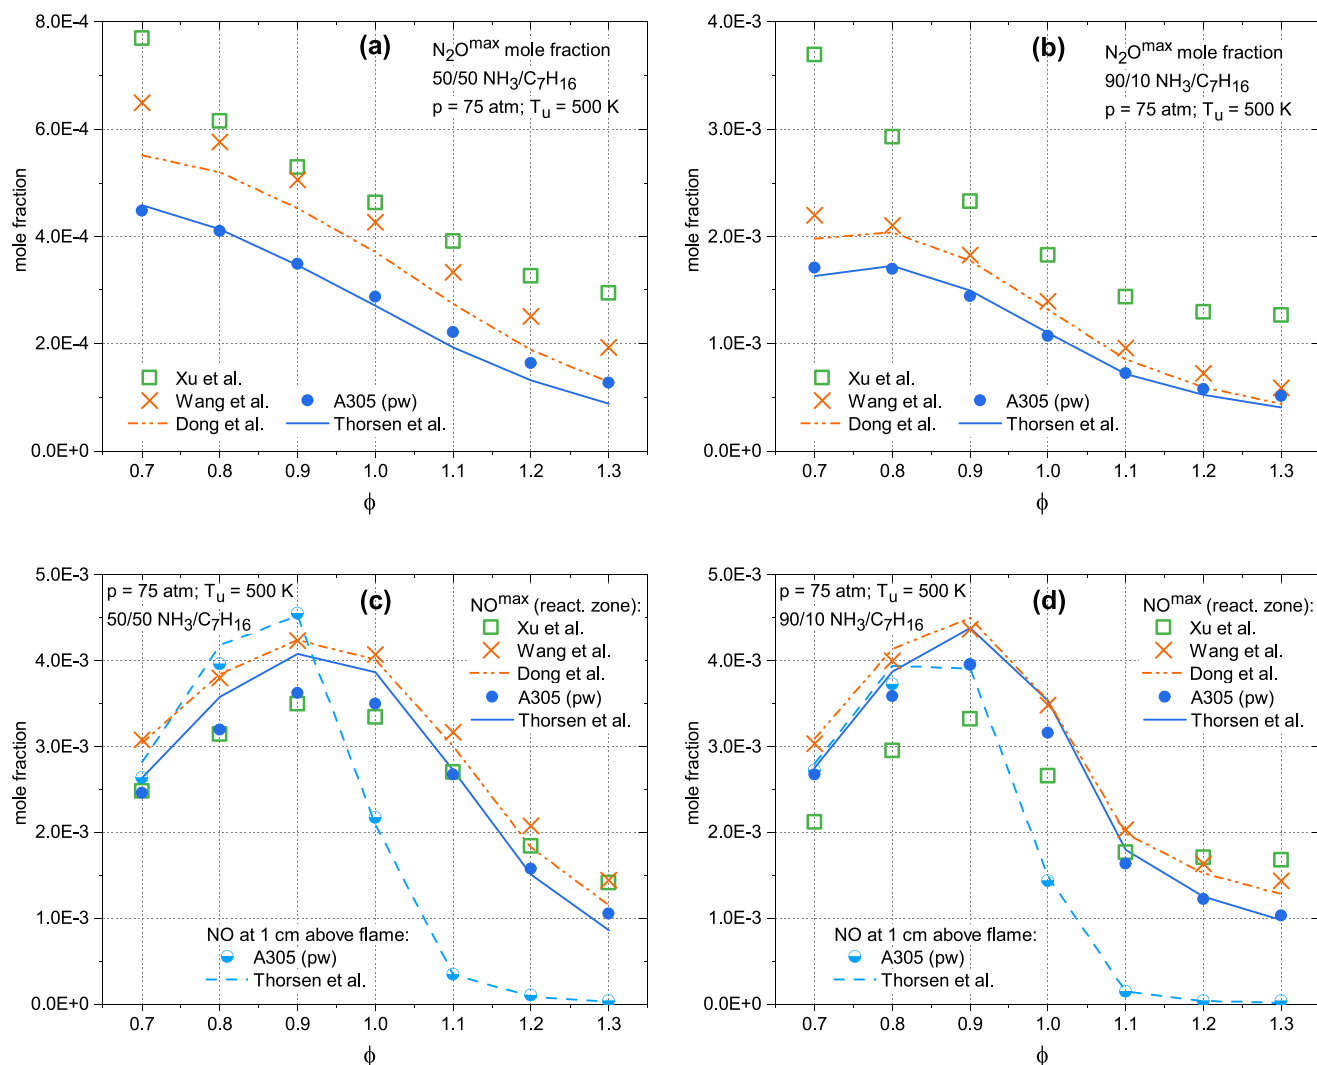 8.0E-4
6.0E-4
4.0E-4
2.0E-4
0.0E+0
mole fraction
(a)
N₂Oᵐᵃˣ mole fraction
50/50 NH₃/C₇H₁₆
p = 75 atm; Tᵤ = 500 K
Xu et al.
Wang et al.
Dong et al.
A305 (pw)
Thorsen et al.
0.7 0.8 0.9 1.0 1.1 1.2 1.3
ϕ
4.0E-3
3.0E-3
2.0E-3
1.0E-3
0.0E+0
mole fraction
(b)
N₂Oᵐᵃˣ mole fraction
90/10 NH₃/C₇H₁₆
p = 75 atm; Tᵤ = 500 K
Xu et al.
Wang et al.
Dong et al.
A305 (pw)
Thorsen et al.
0.7 0.8 0.9 1.0 1.1 1.2 1.3
ϕ
5.0E-3
4.0E-3
3.0E-3
2.0E-3
1.0E-3
0.0E+0
mole fraction
p = 75 atm; Tᵤ = 500 K
50/50 NH₃/C₇H₁₆
(c)
NOᵐᵃˣ (react. zone):
Xu et al.
Wang et al.
Dong et al.
A305 (pw)
Thorsen et al.
NO at 1 cm above flame:
A305 (pw)
Thorsen et al.
0.7 0.8 0.9 1.0 1.1 1.2 1.3
ϕ
5.0E-3
4.0E-3
3.0E-3
2.0E-3
1.0E-3
0.0E+0
mole fraction
p = 75 atm; Tᵤ = 500 K
90/10 NH₃/C₇H₁₆
(d)
NOᵐᵃˣ (react. zone):
Xu et al.
Wang et al.
Dong et al.
A305 (pw)
Thorsen et al.
NO at 1 cm above flame:
A305 (pw)
Thorsen et al.
0.7 0.8 0.9 1.0 1.1 1.2 1.3
ϕ